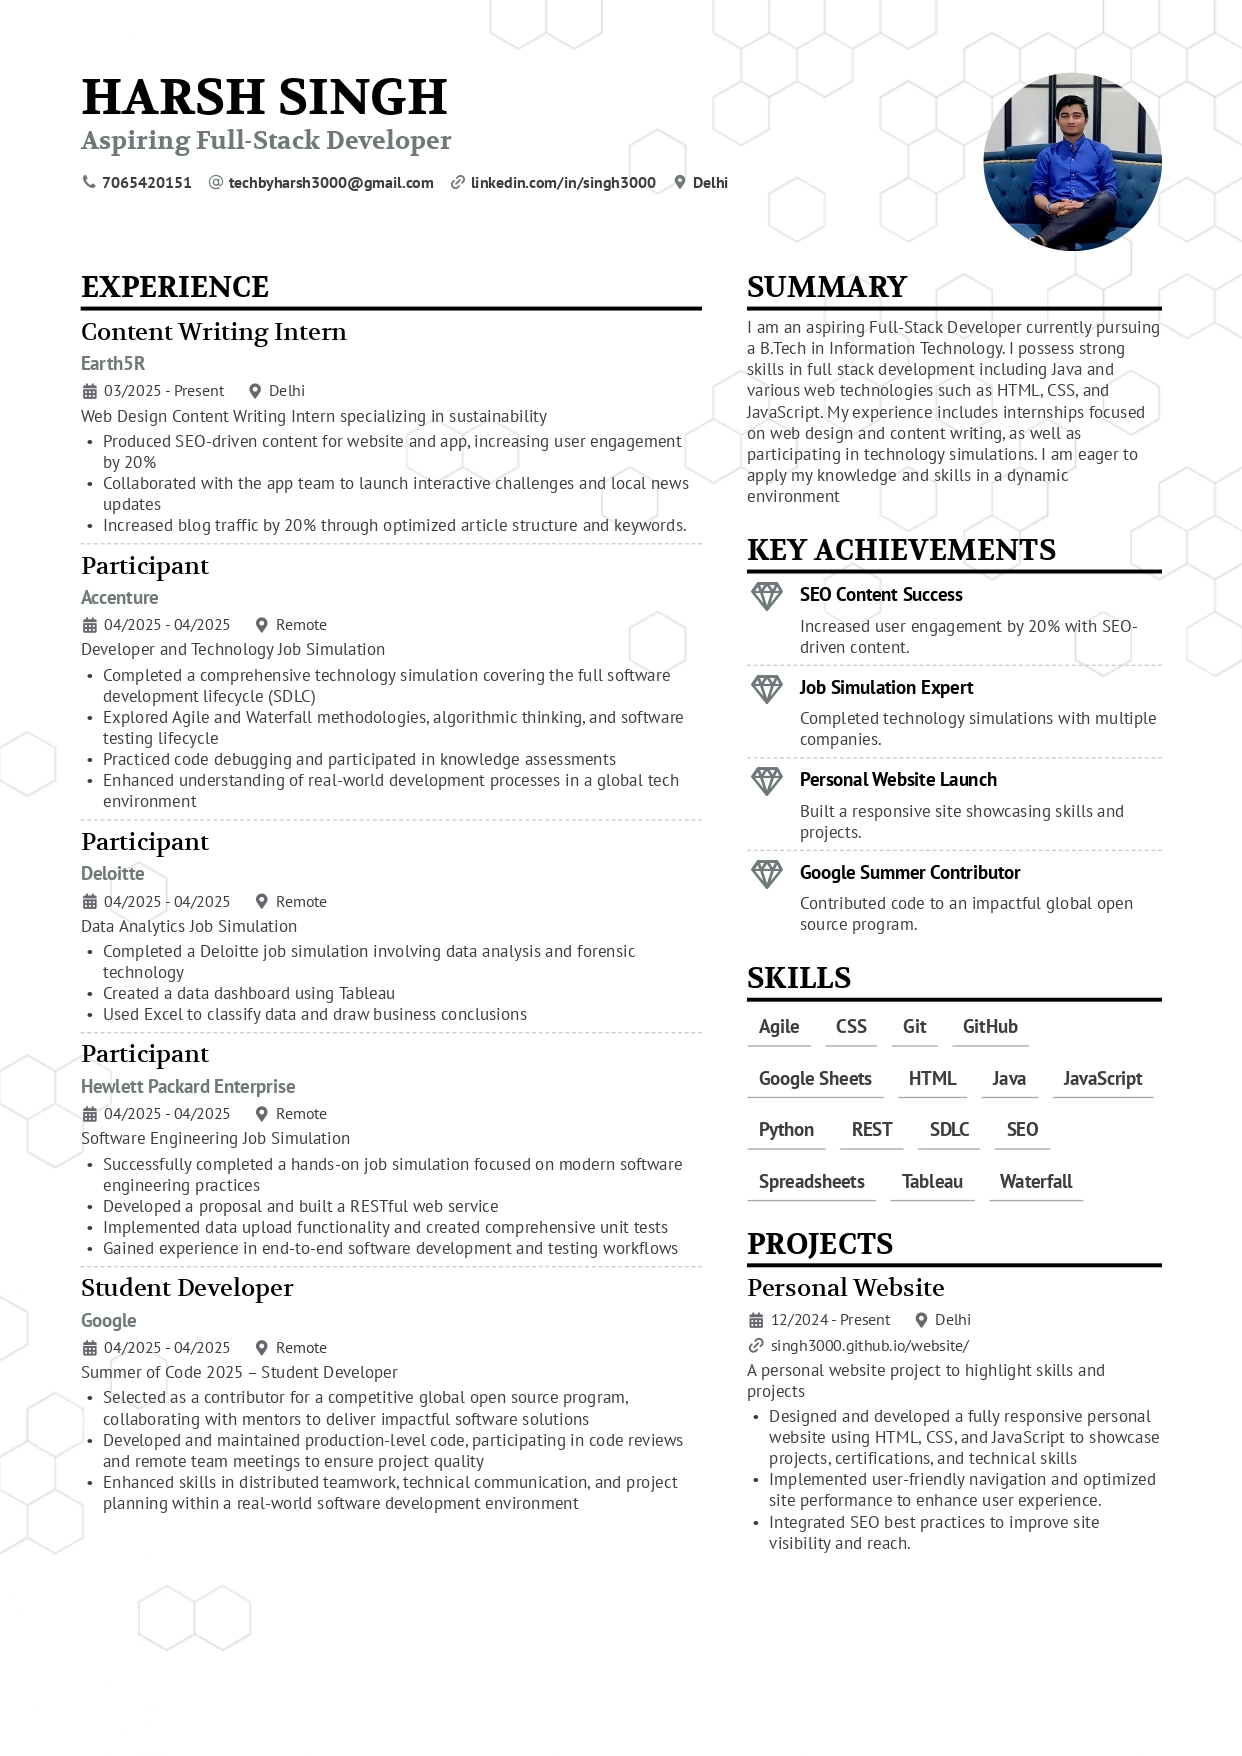 HARSH SINGH
Aspiring Full-Stack Developer
7065420151 techbyharsh3000@gmail.com linkedin.com/in/singh3000 Delhi
EXPERIENCE
Content Writing Intern
Earth5R
03/2025 - Present Delhi
Web Design Content Writing Intern specializing in sustainability
• Produced SEO-driven content for website and app, increasing user engagement
by 20%
• Collaborated with the app team to launch interactive challenges and local news
updates
• Increased blog traffic by 20% through optimized article structure and keywords.
Participant
Accenture
04/2025 - 04/2025 Remote
Developer and Technology Job Simulation
• Completed a comprehensive technology simulation covering the full software
development lifecycle (SDLC)
• Explored Agile and Waterfall methodologies, algorithmic thinking, and software
testing lifecycle
• Practiced code debugging and participated in knowledge assessments
• Enhanced understanding of real-world development processes in a global tech
environment
Participant
Deloitte
04/2025 - 04/2025 Remote
Data Analytics Job Simulation
• Completed a Deloitte job simulation involving data analysis and forensic
technology
• Created a data dashboard using Tableau
• Used Excel to classify data and draw business conclusions
Participant
Hewlett Packard Enterprise
04/2025 - 04/2025 Remote
Software Engineering Job Simulation
• Successfully completed a hands-on job simulation focused on modern software
engineering practices
• Developed a proposal and built a RESTful web service
• Implemented data upload functionality and created comprehensive unit tests
• Gained experience in end-to-end software development and testing workflows
Student Developer
Google
04/2025 - 04/2025 Remote
Summer of Code 2025 – Student Developer
• Selected as a contributor for a competitive global open source program,
collaborating with mentors to deliver impactful software solutions
• Developed and maintained production-level code, participating in code reviews
and remote team meetings to ensure project quality
• Enhanced skills in distributed teamwork, technical communication, and project
planning within a real-world software development environment
SUMMARY
I am an aspiring Full-Stack Developer currently pursuing
a B.Tech in Information Technology. I possess strong
skills in full stack development including Java and
various web technologies such as HTML, CSS, and
JavaScript. My experience includes internships focused
on web design and content writing, as well as
participating in technology simulations. I am eager to
apply my knowledge and skills in a dynamic
environment
KEY ACHIEVEMENTS
SEO Content Success
Increased user engagement by 20% with SEO-
driven content.
Job Simulation Expert
Completed technology simulations with multiple
companies.
Personal Website Launch
Built a responsive site showcasing skills and
projects.
Google Summer Contributor
Contributed code to an impactful global open
source program.
SKILLS
Agile CSS Git GitHub
Google Sheets HTML Java JavaScript
Python REST SDLC SEO
Spreadsheets Tableau Waterfall
PROJECTS
Personal Website
12/2024 - Present Delhi
singh3000.github.io/website/
A personal website project to highlight skills and
projects
• Designed and developed a fully responsive personal
website using HTML, CSS, and JavaScript to showcase
projects, certifications, and technical skills
• Implemented user-friendly navigation and optimized
site performance to enhance user experience.
• Integrated SEO best practices to improve site
visibility and reach.